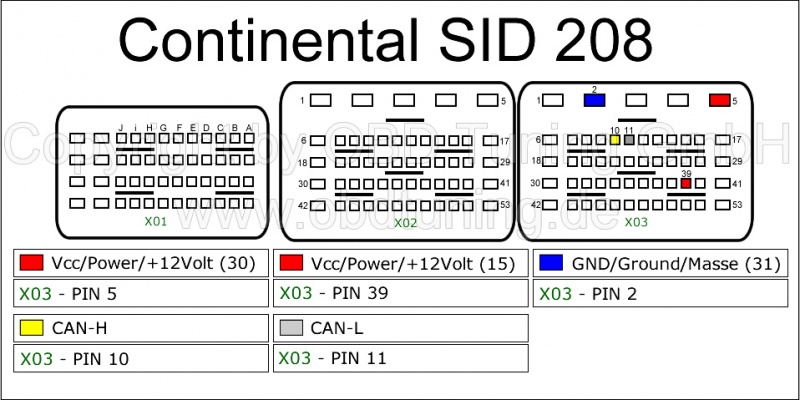 Continental SID 208
1 5
1 2 5
J i H G F E D C B A
6 17
18 29
30 41
42 53
6 10 11 17
18 29
30 39 41
42 53
X01
X02
X03
Copyright by OBD Tuning GmbH
www.obdtuning.de
Vcc/Power/+12Volt (30)
X03 - PIN 5
Vcc/Power/+12Volt (15)
X03 - PIN 39
GND/Ground/Masse (31)
X03 - PIN 2
CAN-H
X03 - PIN 10
CAN-L
X03 - PIN 11